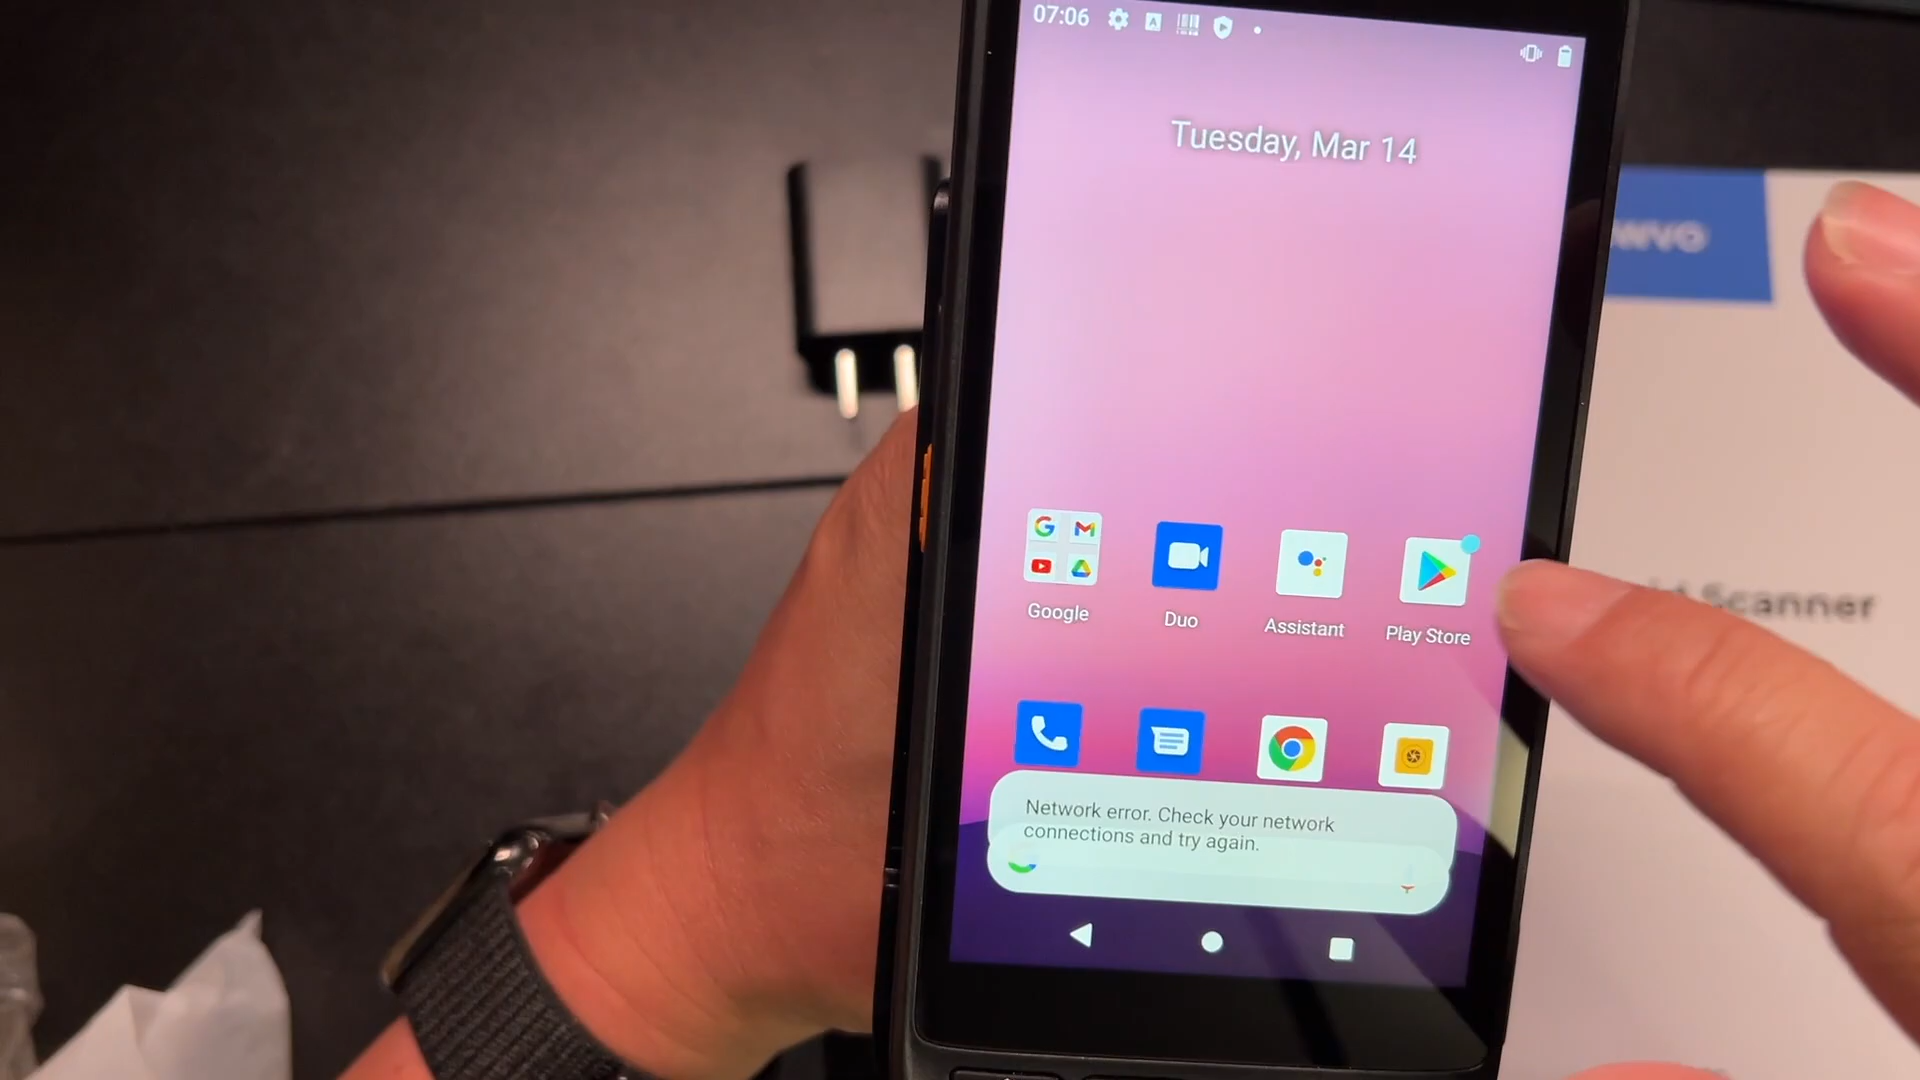 07:06
Tuesday, Mar 14
Google
Duo
Assistant
Play Store
Scanner
Network error. Check your network
connections and try again.